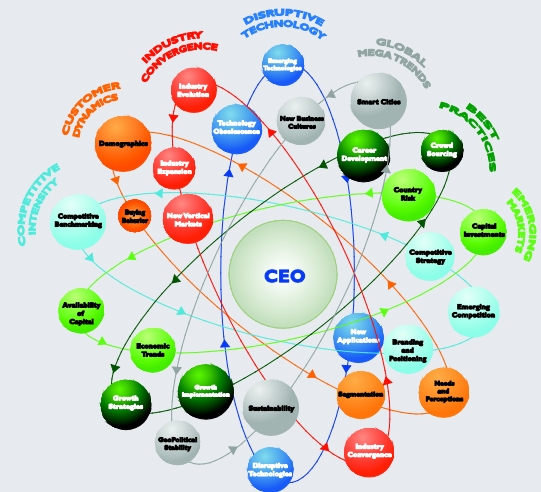 DISRUPTIVE
TECHNOLOGY
INDUSTRY
CONVERGENCE
GLOBAL
MEGA TRENDS
CUSTOMER
DYNAMICS
BEST
PRACTICES
COMPETITIVE
INTENSITY
EMERGING
MARKETS
Emerging
Technologies
Industry
Evolution
Smart Cities
Technology
Obsolescence
New Business
Cultures
Demographics
Career
Development
Crowd
Sourcing
Industry
Expansion
Country
Risk
Competitive
Benchmarking
Buying
Behavior
New Vertical
Markets
Capital
Investments
Competitive
Strategy
CEO
Availability
of
Capital
Emerging
Competition
Economic
Trends
New
Applications
Branding
and
Positioning
Growth
Strategies
Growth
Implementation
Sustainability
Segmentation
Needs
and
Perceptions
GeoPolitical
Stability
Industry
Convergence
Disruptive
Technologies